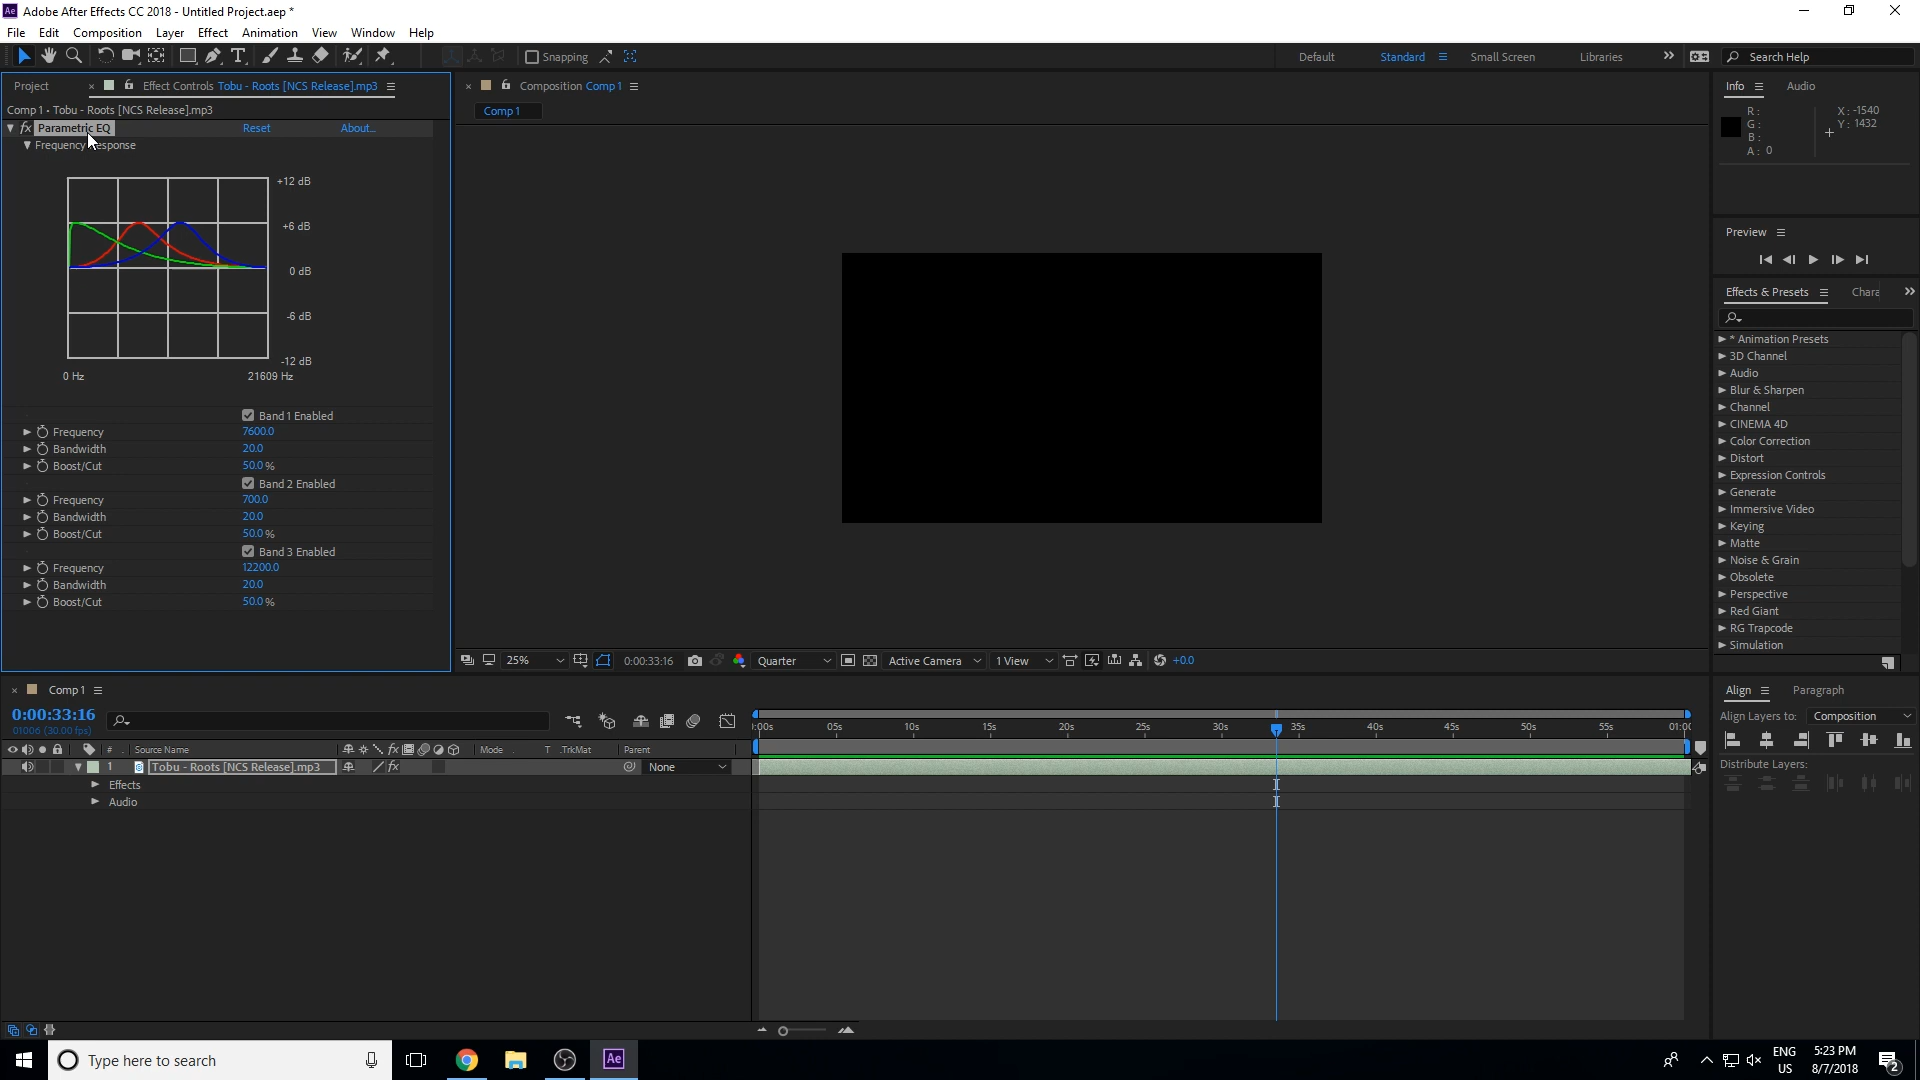 Ae Adobe After Effects CC 2018 - Untitled Project.aep *
File Edit Composition Layer Effect Animation View Window Help
Snapping Default Standard Small Screen Libraries Search Help
Project Effect Controls Tobu - Roots [NCS Release].mp3
Comp 1 • Tobu - Roots [NCS Release].mp3
fx Parametric EQ Reset About...
Frequency
+12 dB
+6 dB
0 dB
-6 dB
-12 dB
0 Hz 21609 Hz
Band 1 Enabled
Frequency 7600.0
Bandwidth 20.0
Boost/Cut 50.0 %
Band 2 Enabled
Frequency 700.0
Bandwidth 20.0
Boost/Cut 50.0 %
Band 3 Enabled
Frequency 12200.0
Bandwidth 20.0
Boost/Cut 50.0 %
Composition Comp 1
Comp 1
25% 0:00:33:16 Quarter Active Camera 1 View +0.0
Info Audio
R: X: -1540
G: Y: 1432
B:
A: 0
Preview
Effects & Presets Chara
* Animation Presets
3D Channel
Audio
Blur & Sharpen
Channel
CINEMA 4D
Color Correction
Distort
Expression Controls
Generate
Immersive Video
Keying
Matte
Noise & Grain
Obsolete
Perspective
Red Giant
RG Trapcode
Simulation
Comp 1
0:00:33:16
01006 (30.00 fps)
# Source Name fx Mode T .TrkMat Parent
1 Tobu - Roots [NCS Release].mp3 fx None
Effects
Audio
:00s 05s 10s 15s 20s 25s 30s 35s 40s 45s 50s 55s 01:00
Align Paragraph
Align Layers to: Composition
Distribute Layers:
Type here to search
Ae
ENG
US
5:23 PM
8/7/2018
2